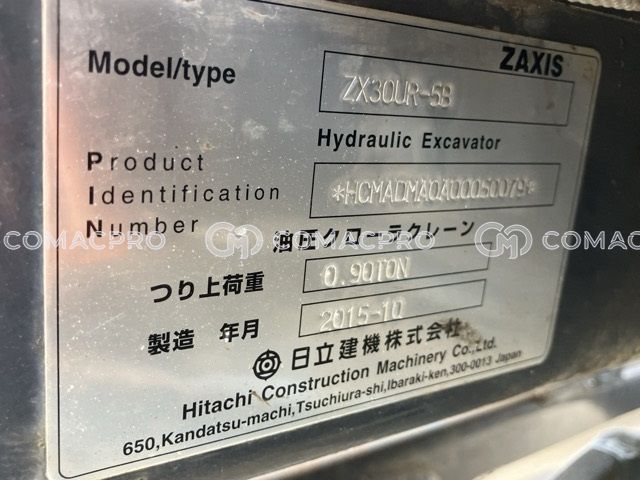 ZAXIS
Model/type ZX30UR-5B
Hydraulic Excavator
Product
Identification *HCMADMA0A00050079*
Number
油圧クローラクレーン
つり上荷重 0.90TON
製造 年月 2015-10
日立建機株式会社
Hitachi Construction Machinery Co.,Ltd.
650,Kandatsu-machi,Tsuchiura-shi,Ibaraki-ken,300-0013 Japan
COMACPRO COMACPRO COMACPRO